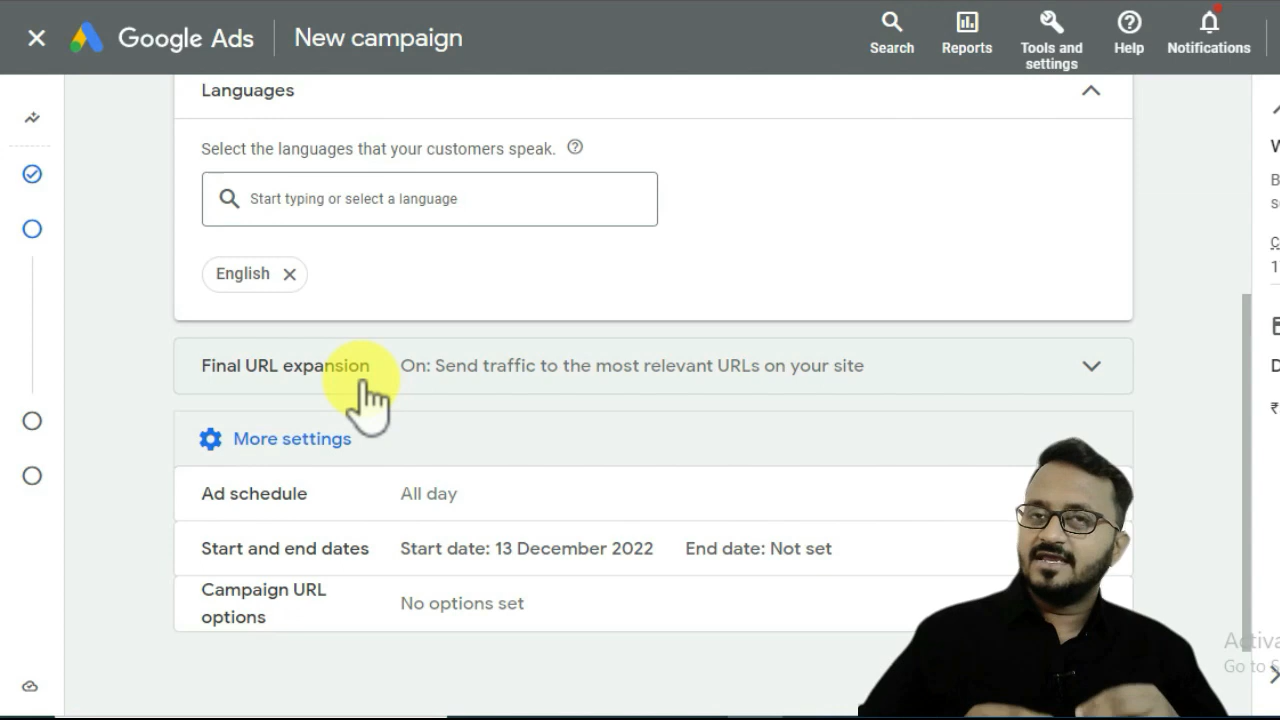 Google Ads
New campaign
Search
Reports
Tools and
settings
Help
Notifications
Languages
Select the languages that your customers speak.
Start typing or select a language
English
Final URL expansion
On: Send traffic to the most relevant URLs on your site
More settings
Ad schedule
All day
Start and end dates
Start date: 13 December 2022
End date: Not set
Campaign URL
options
No options set
Go to